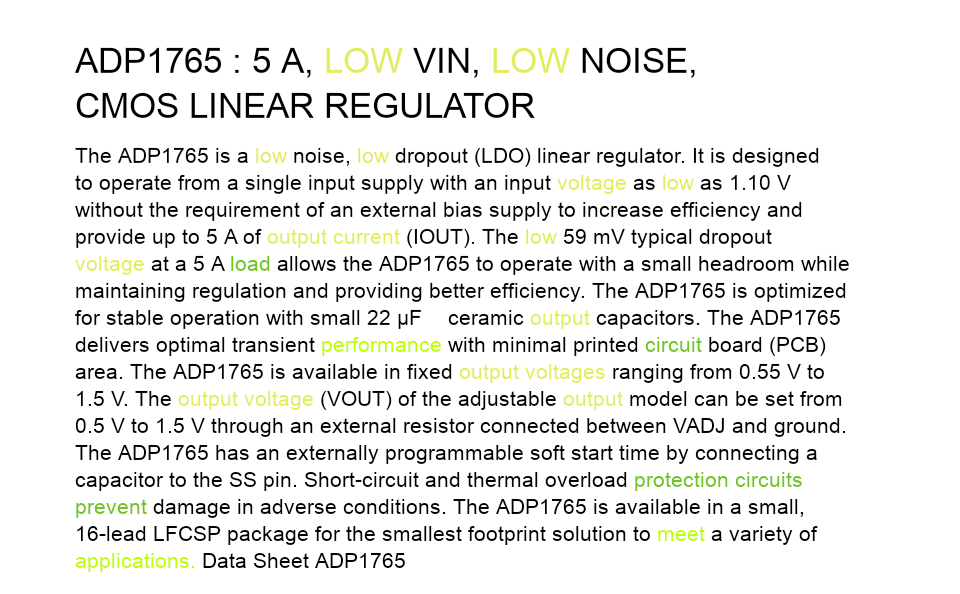 ADP1765 : 5 A, LOW VIN, LOW NOISE,
CMOS LINEAR REGULATOR
The ADP1765 is a low noise, low dropout (LDO) linear regulator. It is designed
to operate from a single input supply with an input voltage as low as 1.10 V
without the requirement of an external bias supply to increase efficiency and
provide up to 5 A of output current (IOUT). The low 59 mV typical dropout
voltage at a 5 A load allows the ADP1765 to operate with a small headroom while
maintaining regulation and providing better efficiency. The ADP1765 is optimized
for stable operation with small 22 µF ceramic output capacitors. The ADP1765
delivers optimal transient performance with minimal printed circuit board (PCB)
area. The ADP1765 is available in fixed output voltages ranging from 0.55 V to
1.5 V. The output voltage (VOUT) of the adjustable output model can be set from
0.5 V to 1.5 V through an external resistor connected between VADJ and ground.
The ADP1765 has an externally programmable soft start time by connecting a
capacitor to the SS pin. Short-circuit and thermal overload protection circuits
prevent damage in adverse conditions. The ADP1765 is available in a small,
16-lead LFCSP package for the smallest footprint solution to meet a variety of
applications. Data Sheet ADP1765